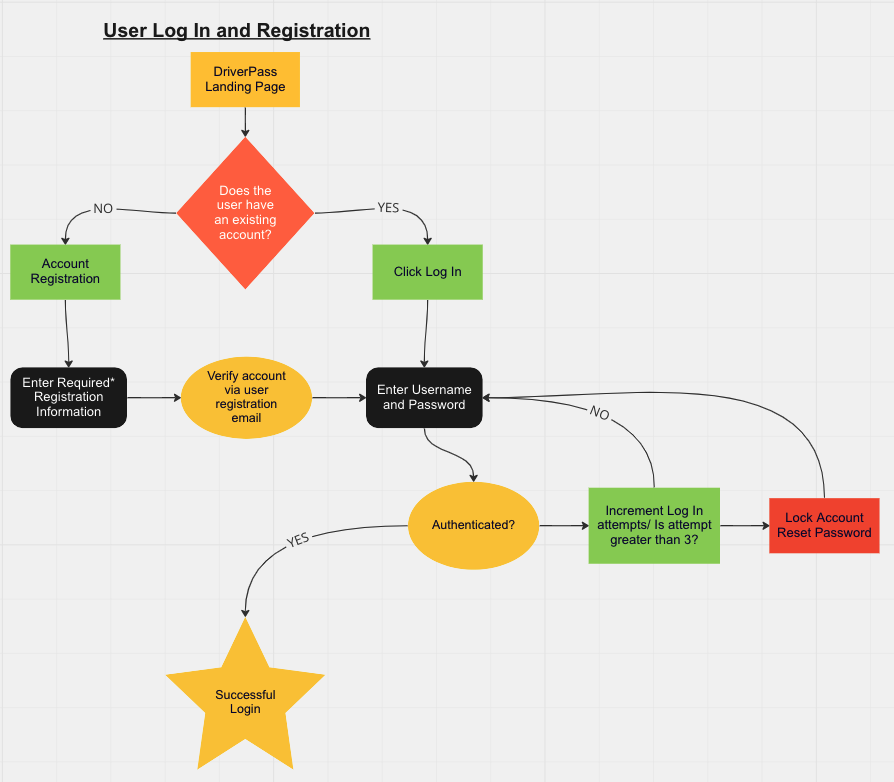 User Log In and Registration
DriverPass
Landing Page
Does the
user have
an existing
account?
NO
YES
Account
Registration
Click Log In
Enter Required*
Registration
Information
Verify account
via user
registration
email
Enter Username
and Password
NO
Authenticated?
Increment Log In
attempts/ Is attempt
greater than 3?
Lock Account
Reset Password
YES
Successful
Login